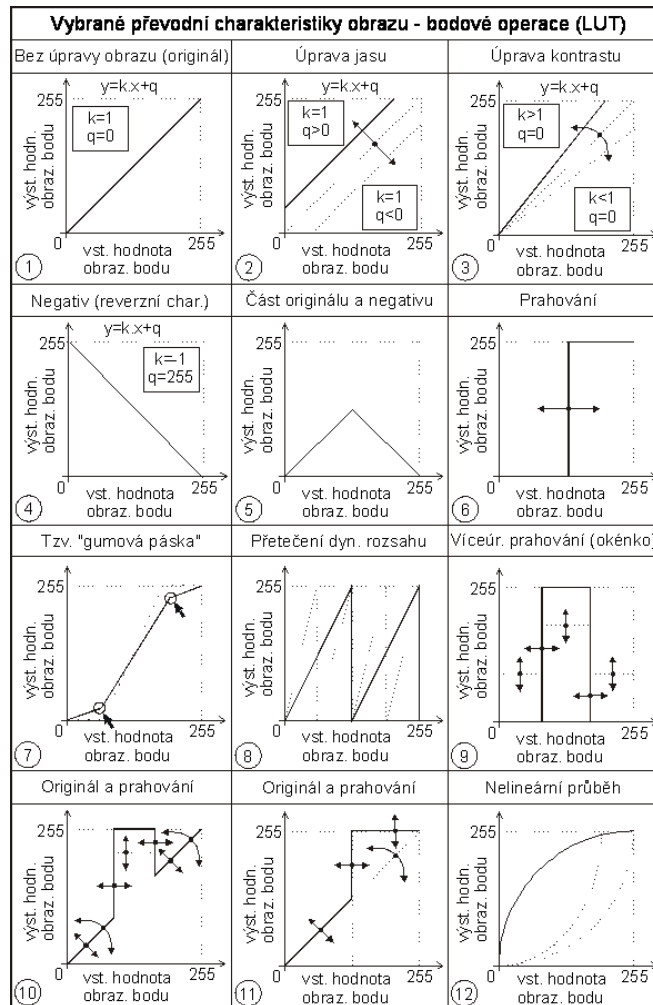 Vybrané převodní charakteristiky obrazu - bodové operace (LUT)
Bez úpravy obrazu (originál)
y=k.x+q
255
k=1
q=0
výst. hodn.
obraz. bodu
0
vst. hodnota
obraz. bodu
255
1
Úprava jasu
y=k.x+q
255
k=1
q>0
k=1
q<0
výst. hodn.
obraz. bodu
0
vst. hodnota
obraz. bodu
255
2
Úprava kontrastu
y=k.x+q
255
k>1
q=0
k<1
q=0
výst. hodn.
obraz. bodu
0
vst. hodnota
obraz. bodu
255
3
Negativ (reverzní char.)
y=k.x+q
255
k=-1
q=255
výst. hodn.
obraz. bodu
0
vst. hodnota
obraz. bodu
255
4
Část originálu a negativu
255
výst. hodn.
obraz. bodu
0
vst. hodnota
obraz. bodu
255
5
Prahování
255
výst. hodn.
obraz. bodu
0
vst. hodnota
obraz. bodu
255
6
Tzv. "gumová páska"
255
výst. hodn.
obraz. bodu
0
vst. hodnota
obraz. bodu
255
7
Přetečení dyn. rozsahu
255
výst. hodn.
obraz. bodu
0
vst. hodnota
obraz. bodu
255
8
Víceúr. prahování (okénko)
255
výst. hodn.
obraz. bodu
0
vst. hodnota
obraz. bodu
255
9
Originál a prahování
255
výst. hodn.
obraz. bodu
0
vst. hodnota
obraz. bodu
255
10
Originál a prahování
255
výst. hodn.
obraz. bodu
0
vst. hodnota
obraz. bodu
255
11
Nelineární průběh
255
výst. hodn.
obraz. bodu
0
vst. hodnota
obraz. bodu
255
12